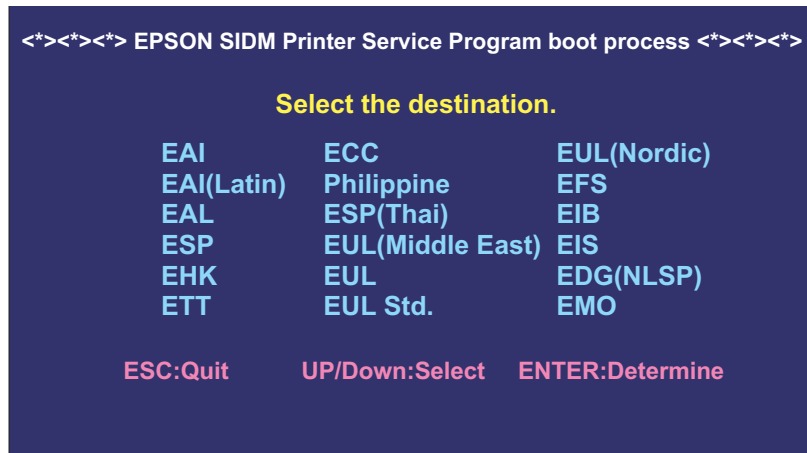 <*><*><*> EPSON SIDM Printer Service Program boot process <*><*><*>
Select the destination.
EAI ECC EUL(Nordic)
EAI(Latin) Philippine EFS
EAL ESP(Thai) EIB
ESP EUL(Middle East) EIS
EHK EUL EDG(NLSP)
ETT EUL Std. EMO
ESC:Quit UP/Down:Select ENTER:Determine